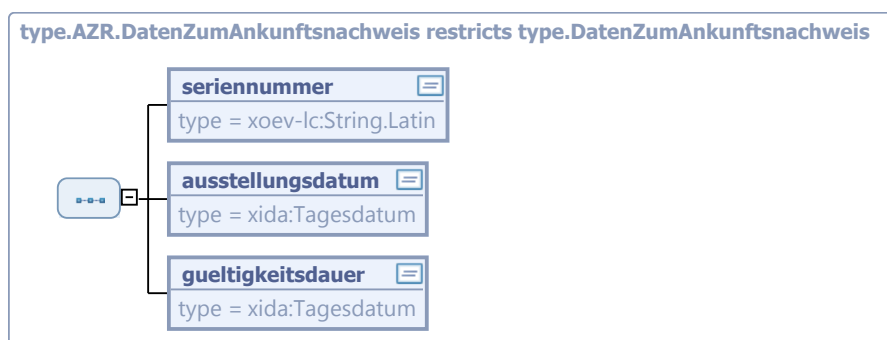 type.AZR.DatenZumAnkunftsnachweis restricts type.DatenZumAnkunftsnachweis
seriennummer
type = xoev-lc:String.Latin
ausstellungsdatum
type = xida:Tagesdatum
gueltigkeitsdauer
type = xida:Tagesdatum